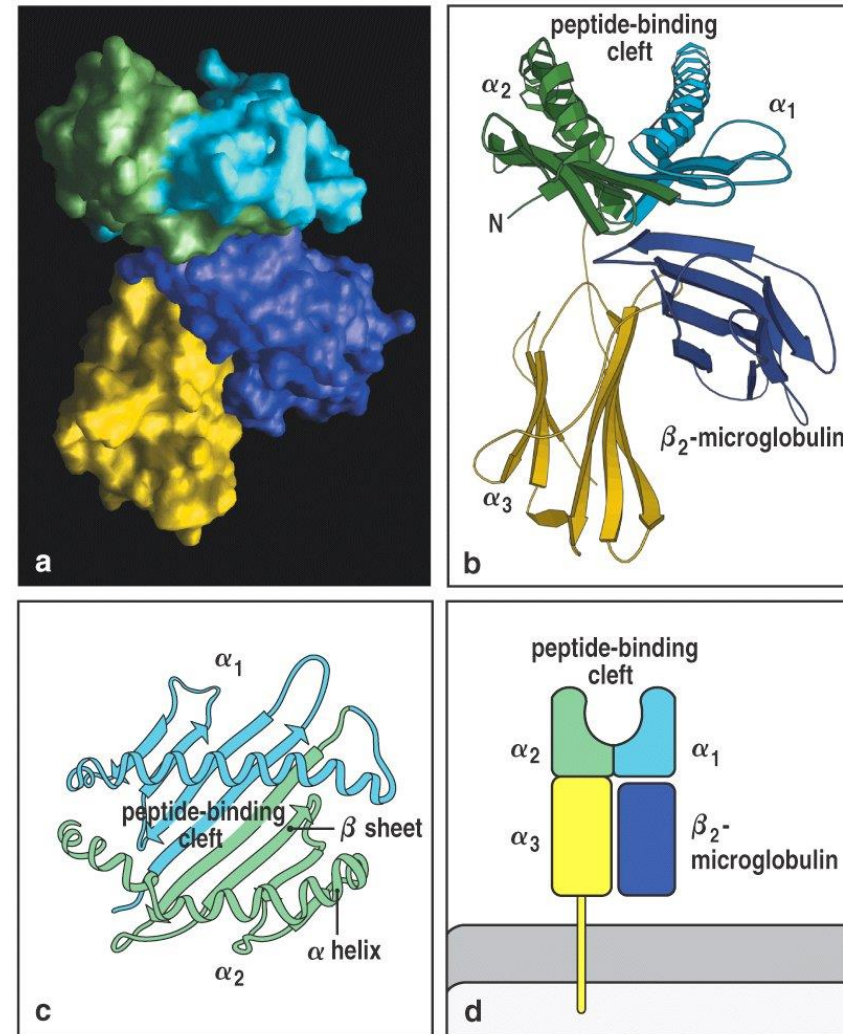 a
peptide-binding
cleft
α₂
α₁
N
β₂-microglobulin
α₃
b
α₁
peptide-binding
cleft
β sheet
α helix
α₂
c
peptide-binding
cleft
α₂
α₁
α₃
β₂-
microglobulin
d